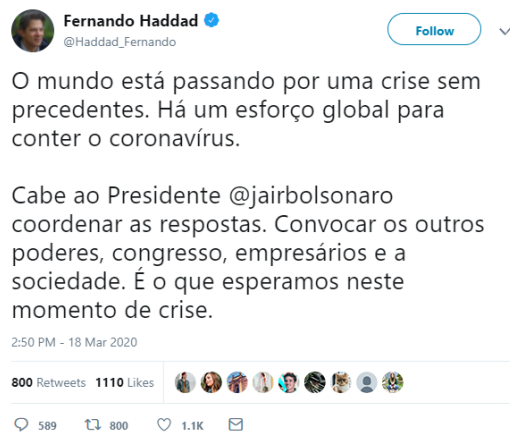 Fernando Haddad
Follow
@Haddad_Fernando
O mundo está passando por uma crise sem
precedentes. Há um esforço global para
conter o coronavírus.
Cabe ao Presidente @jairbolsonaro
coordenar as respostas. Convocar os outros
poderes, congresso, empresários e a
sociedade. É o que esperamos neste
momento de crise.
2:50 PM - 18 Mar 2020
800 Retweets 1110 Likes
589 800 1.1K